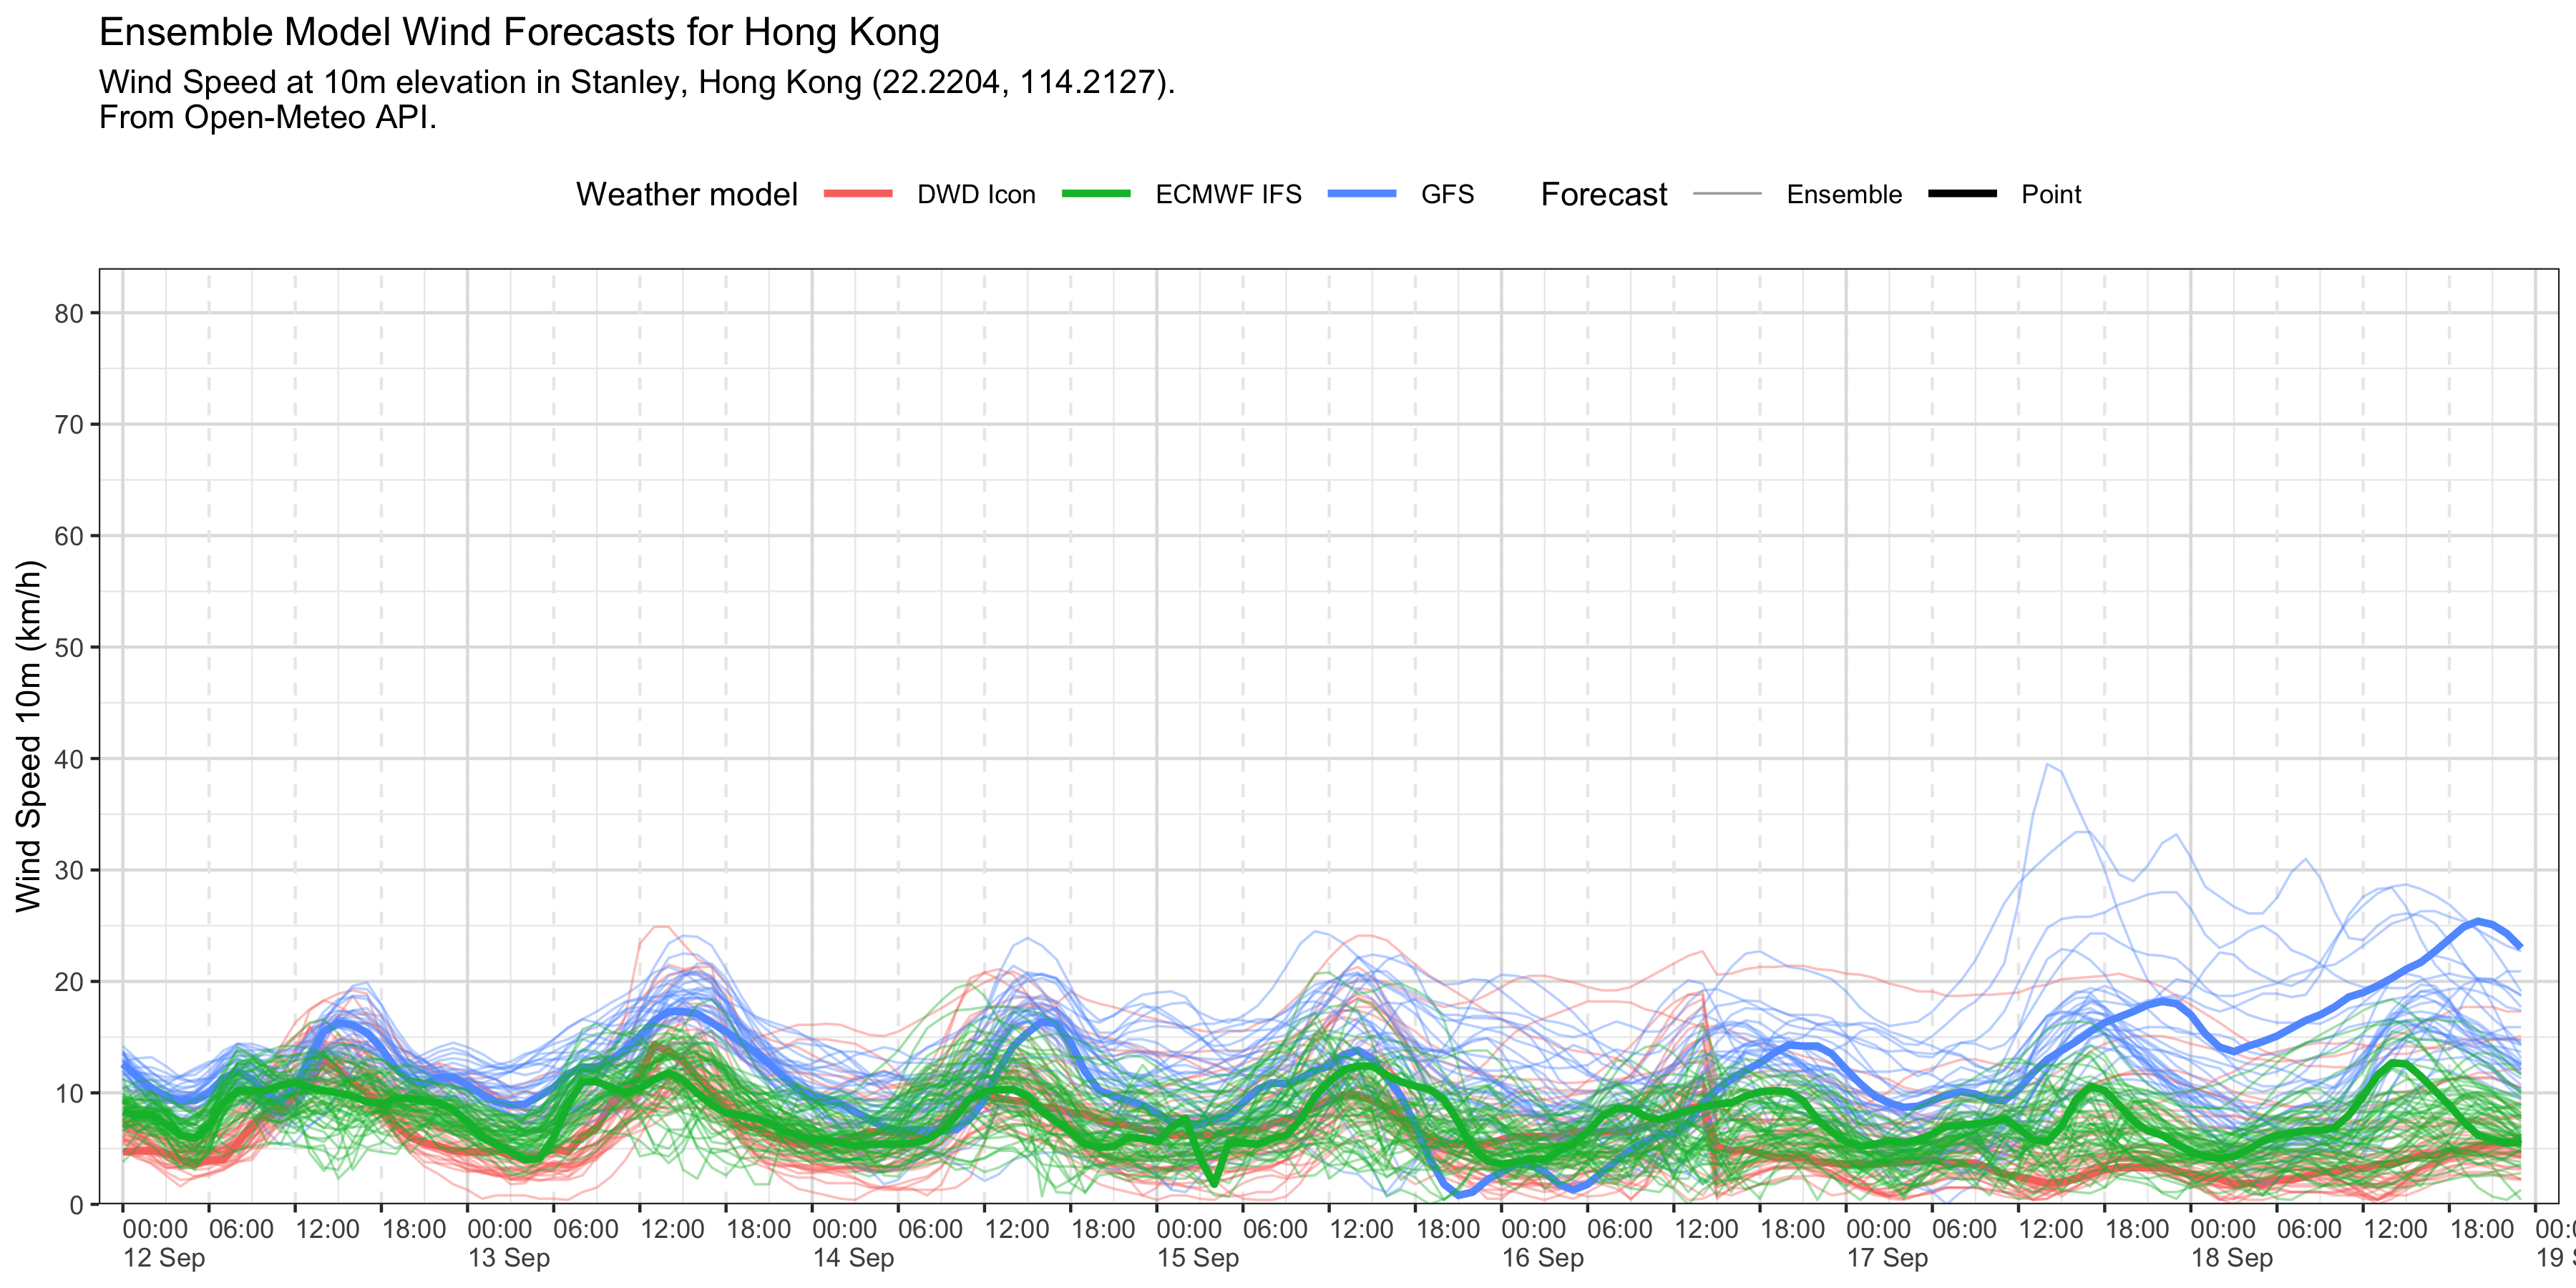 Ensemble Model Wind Forecasts for Hong Kong
Wind Speed at 10m elevation in Stanley, Hong Kong (22.2204, 114.2127).
From Open-Meteo API.
Weather model DWD Icon ECMWF IFS GFS Forecast Ensemble Point
Wind Speed 10m (km/h)
80
70
60
50
40
30
20
10
0
00:00 06:00 12:00 18:00 00:00 06:00 12:00 18:00 00:00 06:00 12:00 18:00 00:00 06:00 12:00 18:00 00:00 06:00 12:00 18:00 00:00 06:00 12:00 18:00 00:00 06:00 12:00 18:00
12 Sep 13 Sep 14 Sep 15 Sep 16 Sep 17 Sep 18 Sep 19